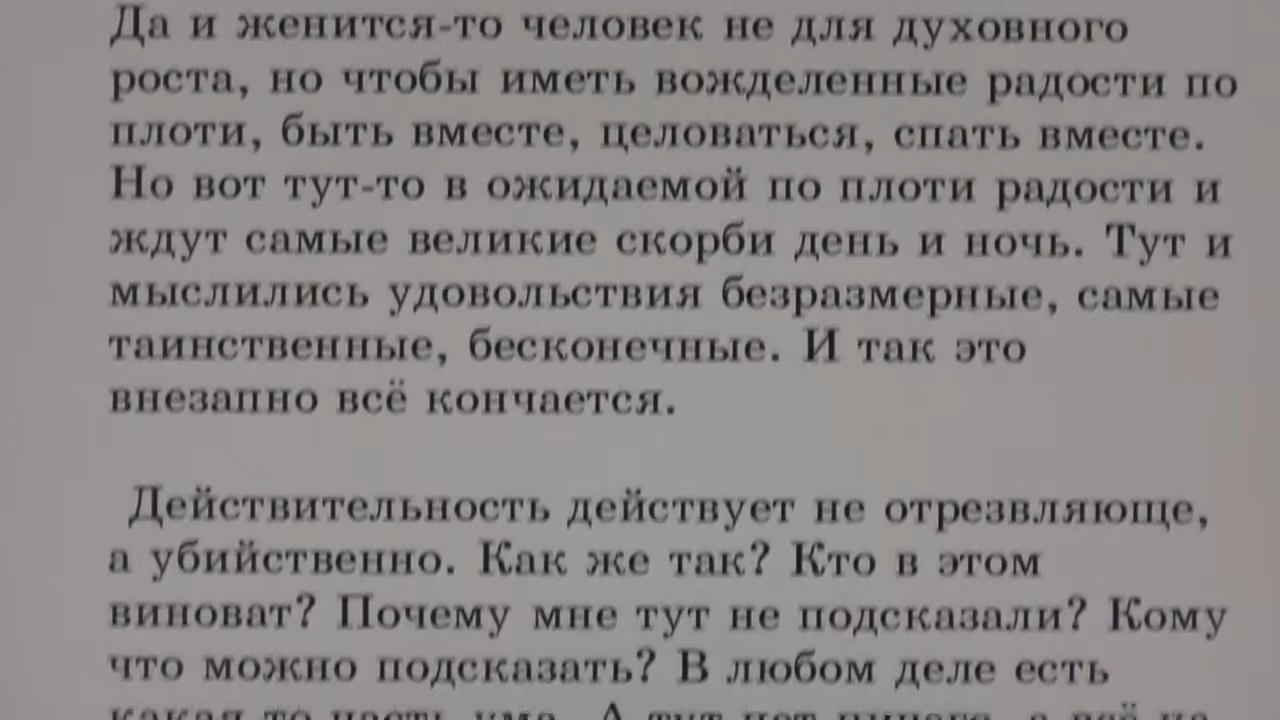 Да и женится-то человек не для духовного
роста, но чтобы иметь вожделенные радости по
плоти, быть вместе, целоваться, спать вместе.
Но вот тут-то в ожидаемой по плоти радости и
ждут самые великие скорби день и ночь. Тут и
мыслились удовольствия безразмерные, самые
таинственные, бесконечные. И так это
внезапно всё кончается.
Действительность действует не отрезвляюще,
а убийственно. Как же так? Кто в этом
виноват? Почему мне тут не подсказали? Кому
что можно подсказать? В любом деле есть